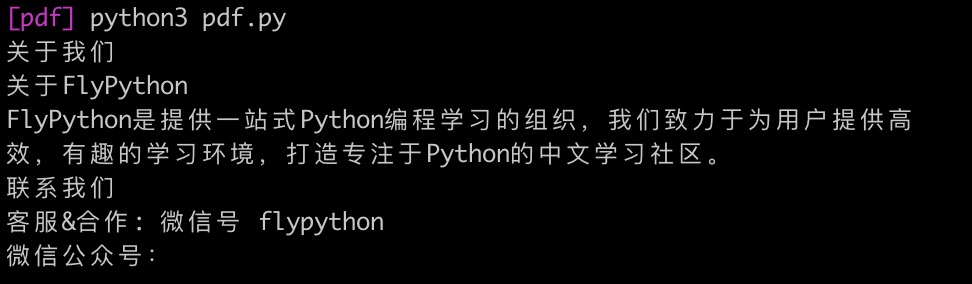 [pdf] python3 pdf.py
关于我们
关于FlyPython
FlyPython是提供一站式Python编程学习的组织，我们致力于为用户提供高
效，有趣的学习环境，打造专注于Python的中文学习社区。
联系我们
客服&合作：微信号 flypython
微信公众号：